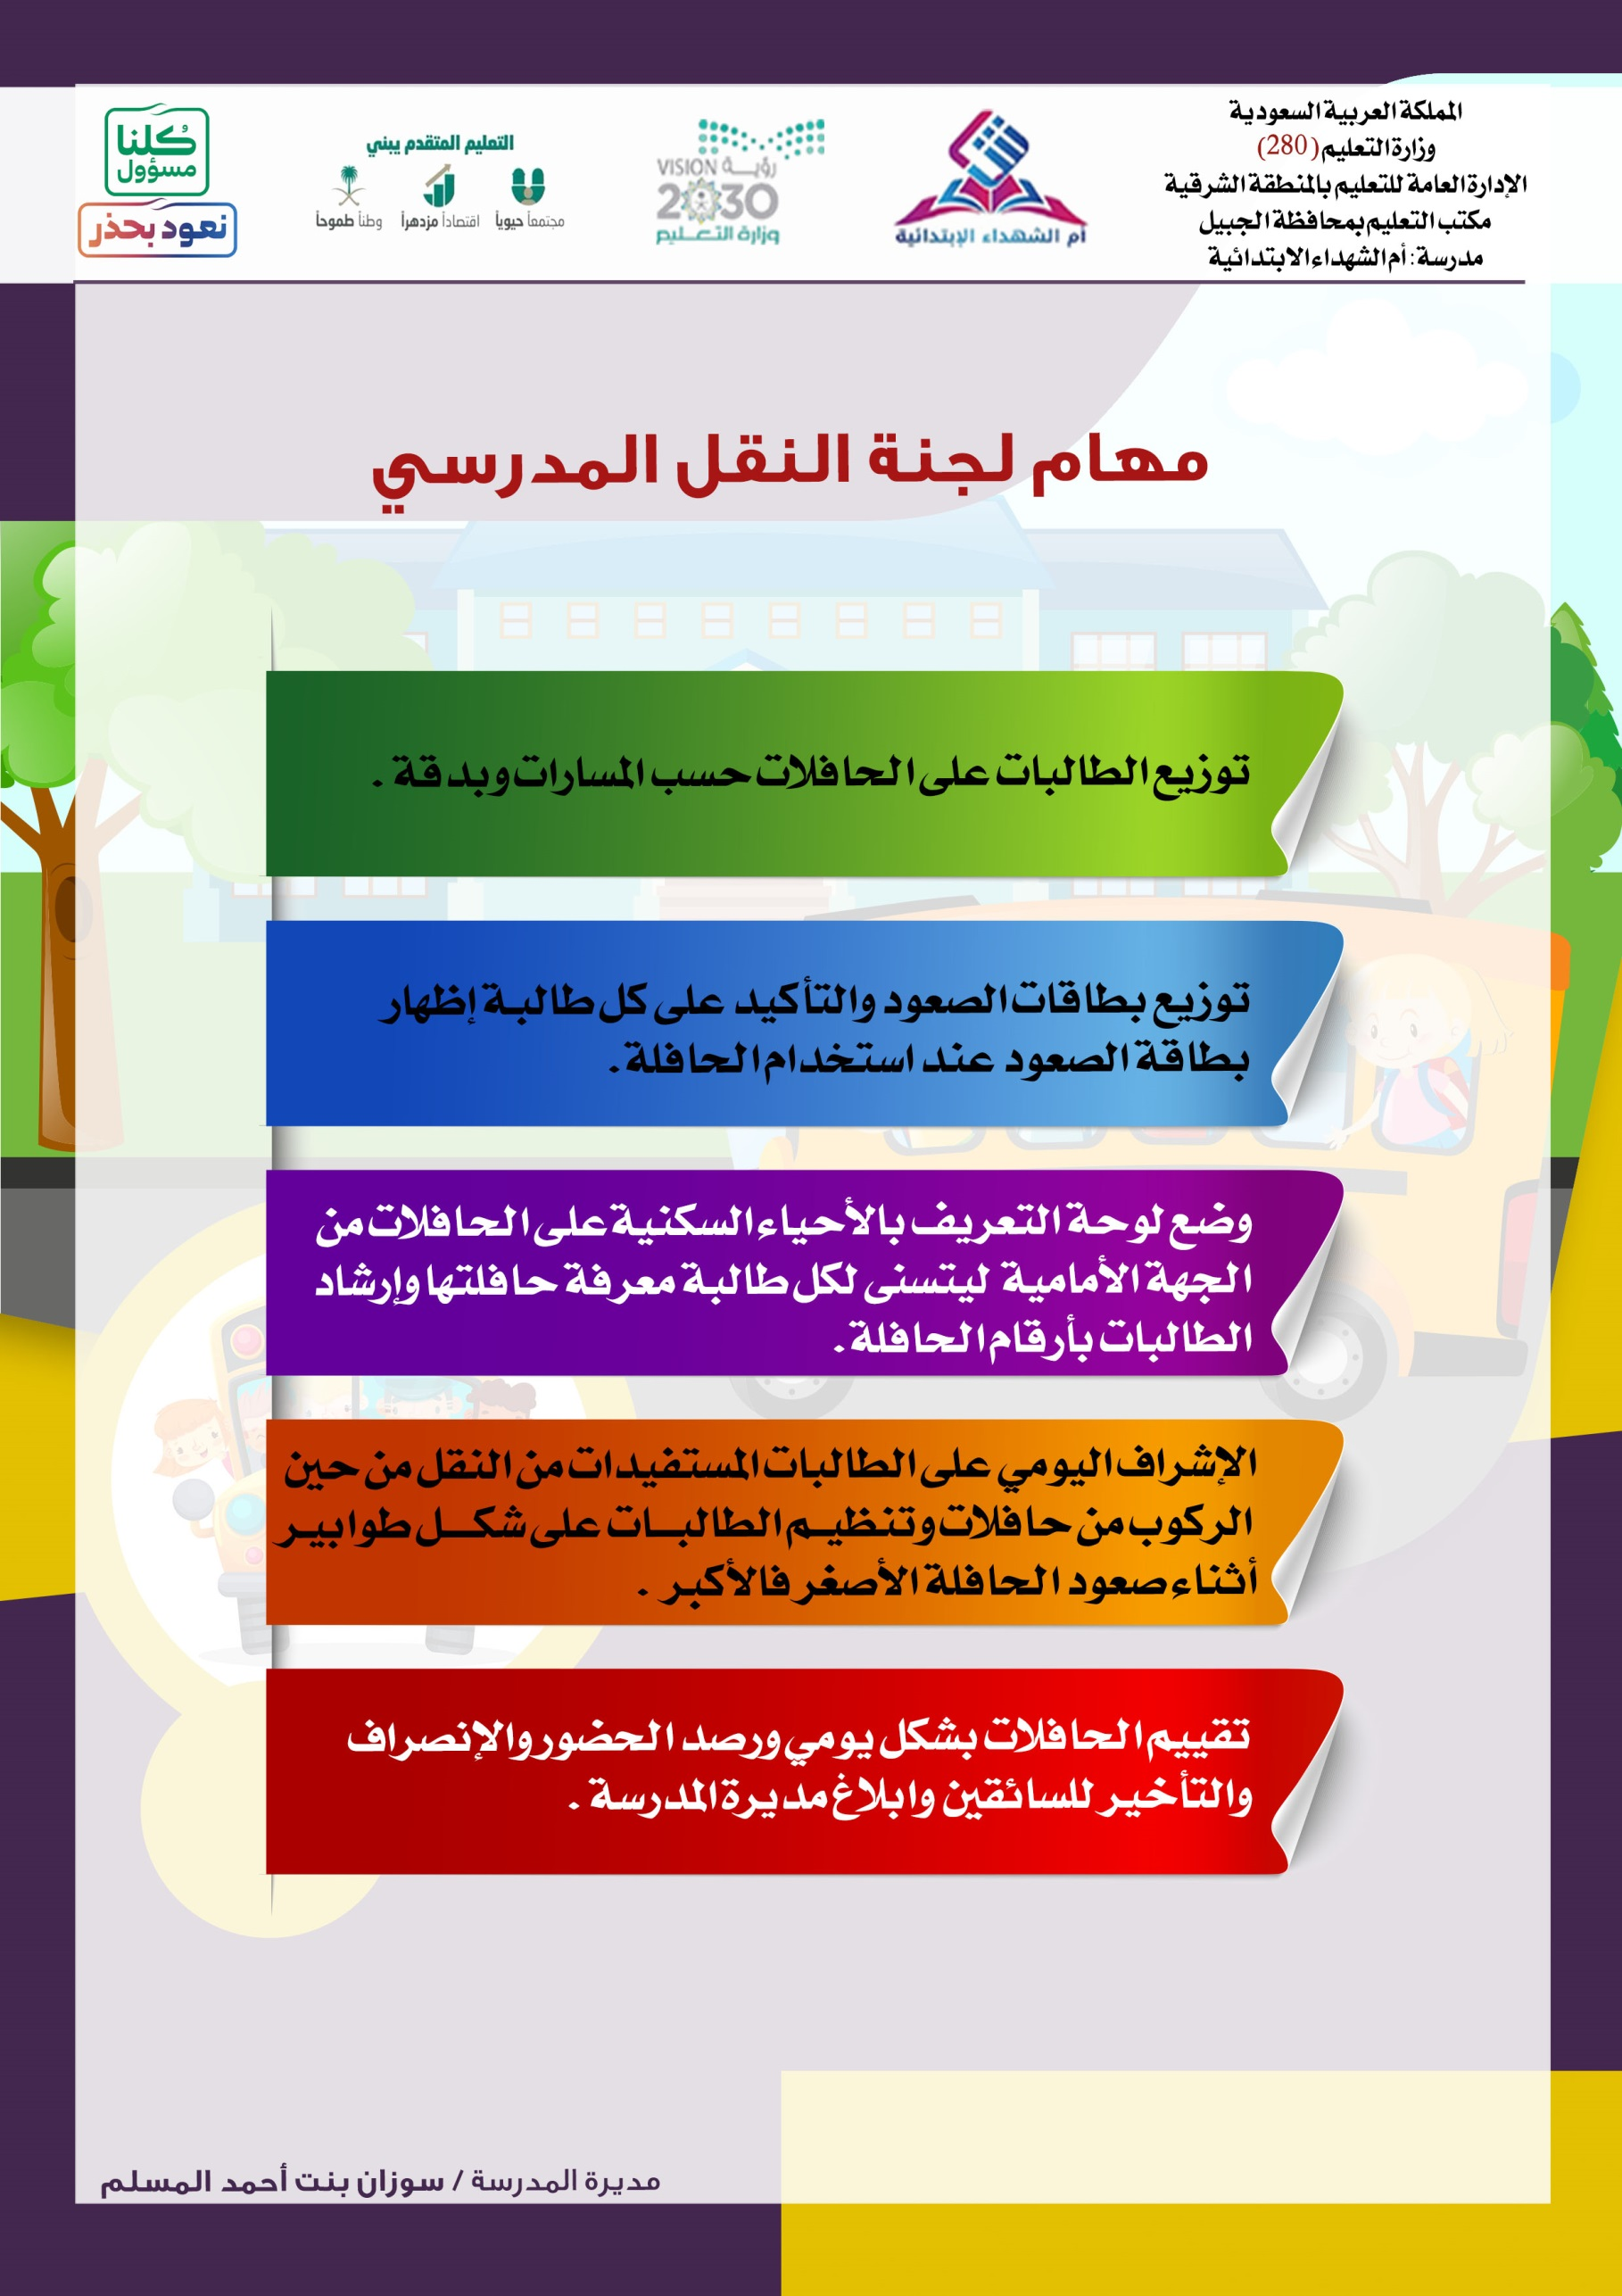 المملكة العربية السعودية
وزارة التعليم (280)
الإدارة العامة للتعليم بالمنطقة الشرقية
مكتب التعليم بمحافظة الجبيل
مدرسة : أم الشهداء الابتدائية
أم الشهداء الإبتدائية
VISION رؤية
2030
وزارة التعليم
التعليم المتقدم يبني
مجتمعاً حيوياً اقتصاداً مزدهراً وطناً طموحاً
كُلنا
مسؤول
نعود بحذر
مهام لجنة النقل المدرسي
توزيع الطالبات على الحافلات حسب المسارات وبدقة .
توزيع بطاقات الصعود والتأكيد على كل طالبة إظهار
بطاقة الصعود عند استخدام الحافلة .
وضع لوحة التعريف بالأحياء السكنية على الحافلات من
الجهة الأمامية ليتسنى لكل طالبة معرفة حافلتها وإرشاد
الطالبات بأرقام الحافلة .
الإشراف اليومي على الطالبات المستفيدات من النقل من حين
الركوب من حافلات وتنظيم الطالبات على شكل طوابير
أثناء صعود الحافلة الأصغر فالأكبر .
تقييم الحافلات بشكل يومي ورصد الحضور والإنصراف
والتأخير للسائقين وابلاغ مديرة المدرسة .
مديرة المدرسة / سوزان بنت أحمد المسلم